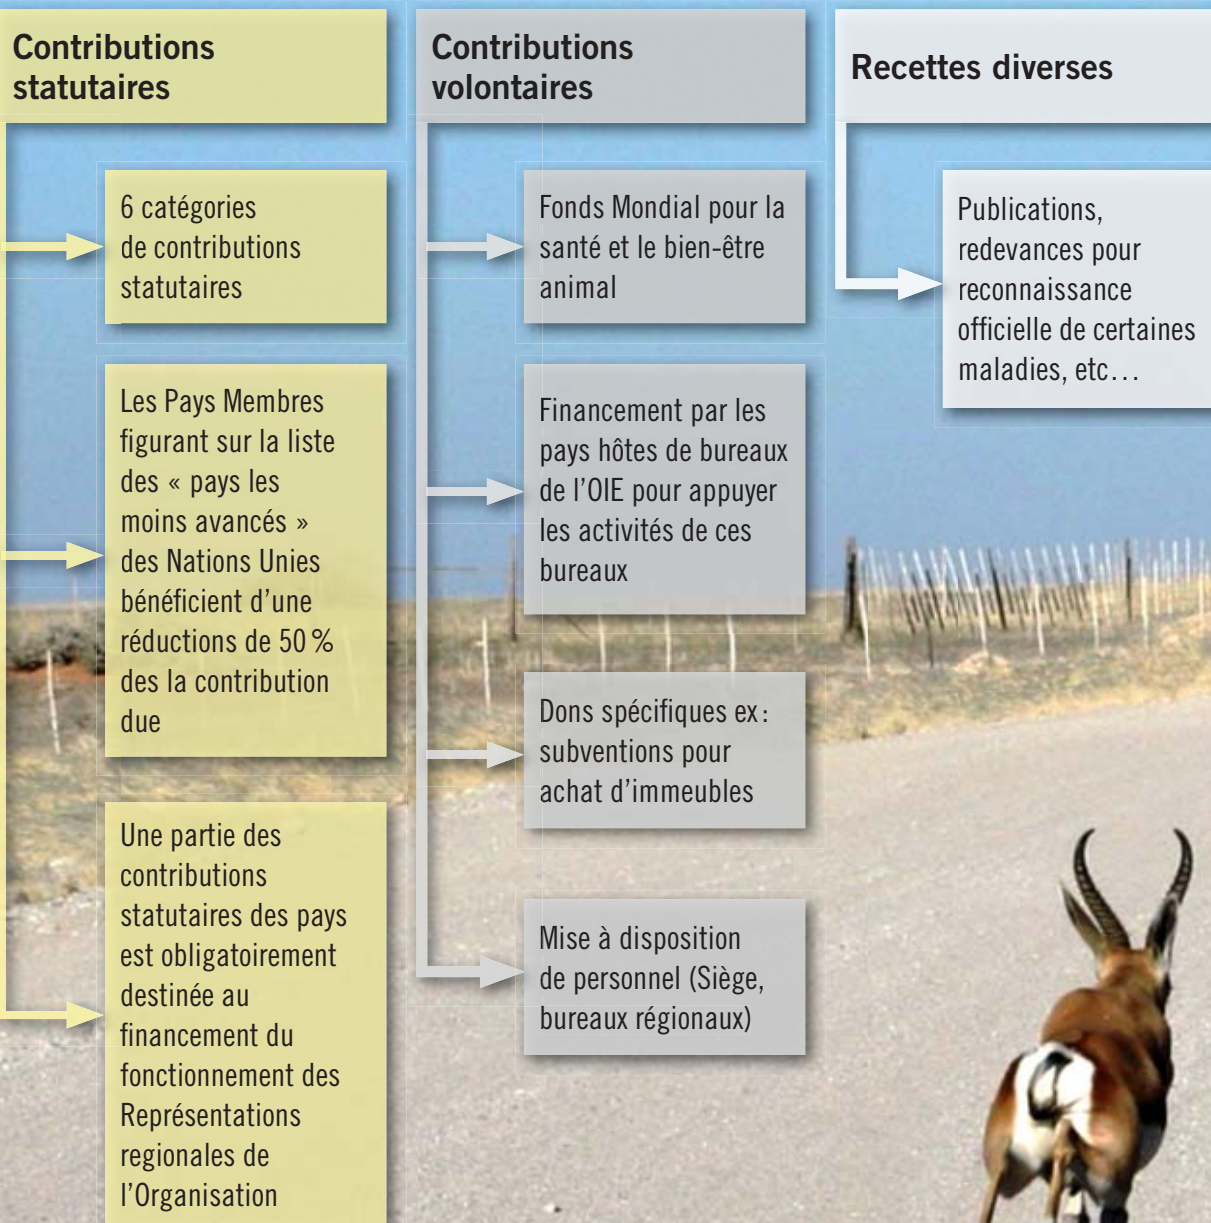 Contributions
statutaires
6 catégories
de contributions
statutaires
Les Pays Membres
figurant sur la liste
des « pays les
moins avancés »
des Nations Unies
bénéficient d’une
réductions de 50 %
des la contribution
due
Une partie des
contributions
statutaires des pays
est obligatoirement
destinée au
financement du
fonctionnement des
Représentations
regionales de
l’Organisation
Contributions
volontaires
Fonds Mondial pour la
santé et le bien-être
animal
Financement par les
pays hôtes de bureaux
de l’OIE pour appuyer
les activités de ces
bureaux
Dons spécifiques ex :
subventions pour
achat d’immeubles
Mise à disposition
de personnel (Siège,
bureaux régionaux)
Recettes diverses
Publications,
redevances pour
reconnaissance
officielle de certaines
maladies, etc…